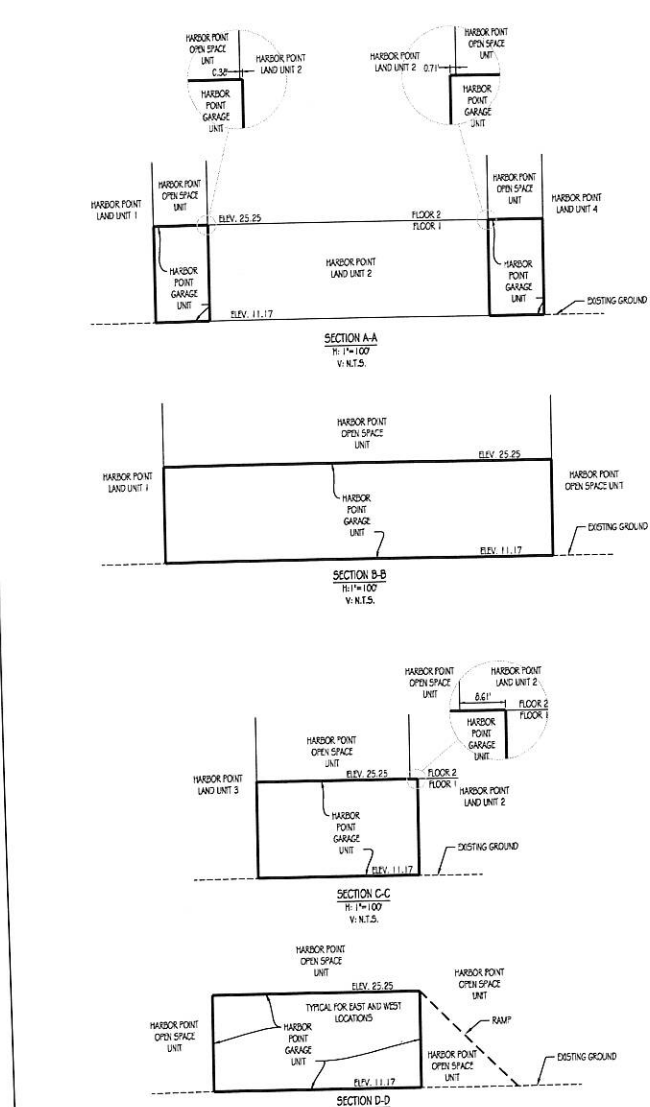 HARBOR POINT
OPEN SPACE
UNIT
HARBOR POINT
LAND UNIT 2
HARBOR
POINT
GARAGE
UNIT
HARBOR POINT
LAND UNIT 2
0.71'
HARBOR POINT
OPEN SPACE
UNIT
HARBOR
POINT
GARAGE
UNIT
HARBOR POINT
LAND UNIT 1
HARBOR POINT
OPEN SPACE
UNIT
ELEV. 25.25
FLOOR 2
FLOOR 1
HARBOR POINT
OPEN SPACE
UNIT
HARBOR POINT
LAND UNIT 4
HARBOR
POINT
GARAGE
UNIT
HARBOR POINT
LAND UNIT 2
HARBOR
POINT
GARAGE
UNIT
ELEV. 11.17
EXISTING GROUND
SECTION A-A
H: 1"=100'
V: N.T.S.
HARBOR POINT
OPEN SPACE
UNIT
ELEV. 25.25
HARBOR POINT
LAND UNIT 1
HARBOR POINT
OPEN SPACE UNIT
HARBOR
POINT
GARAGE
UNIT
ELEV. 11.17
EXISTING GROUND
SECTION B-B
H:1"=100'
V: N.T.S.
HARBOR POINT
OPEN SPACE
UNIT
HARBOR POINT
LAND UNIT 2
8.61'
FLOOR 2
FLOOR 1
HARBOR
POINT
GARAGE
UNIT
HARBOR POINT
OPEN SPACE
UNIT
ELEV. 25.25
FLOOR 2
FLOOR 1
HARBOR POINT
LAND UNIT 3
HARBOR POINT
LAND UNIT 2
HARBOR
POINT
GARAGE
UNIT
ELEV. 11.17
EXISTING GROUND
SECTION C-C
H: 1"=100'
V: N.T.S.
HARBOR POINT
OPEN SPACE
UNIT
ELEV. 25.25
HARBOR POINT
OPEN SPACE
UNIT
TYPICAL FOR EAST AND WEST
LOCATIONS
HARBOR POINT
OPEN SPACE
UNIT
HARBOR
POINT
GARAGE
UNIT
RAMP
HARBOR POINT
OPEN SPACE
UNIT
EXISTING GROUND
ELEV. 11.17
SECTION D-D